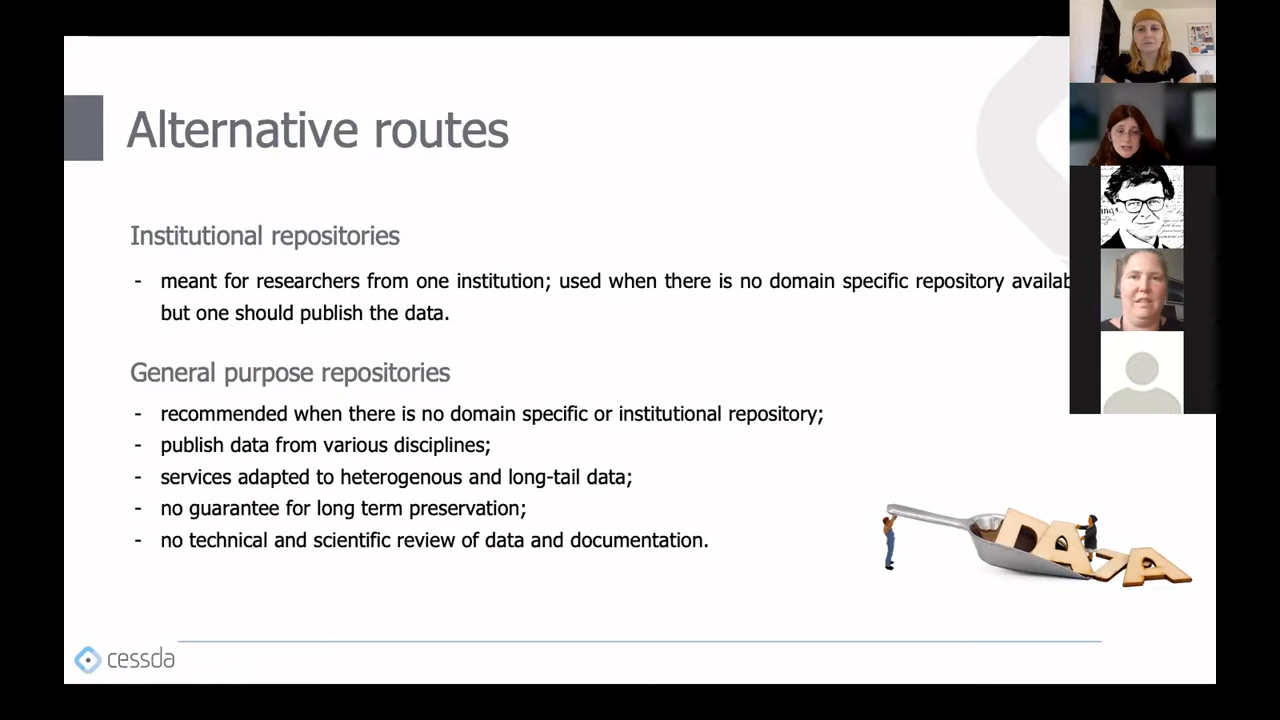 Alternative routes
Institutional repositories
- meant for researchers from one institution; used when there is no domain specific repository availab
but one should publish the data.
General purpose repositories
- recommended when there is no domain specific or institutional repository;
- publish data from various disciplines;
- services adapted to heterogenous and long-tail data;
- no guarantee for long term preservation;
- no technical and scientific review of data and documentation.
DATA
cessda